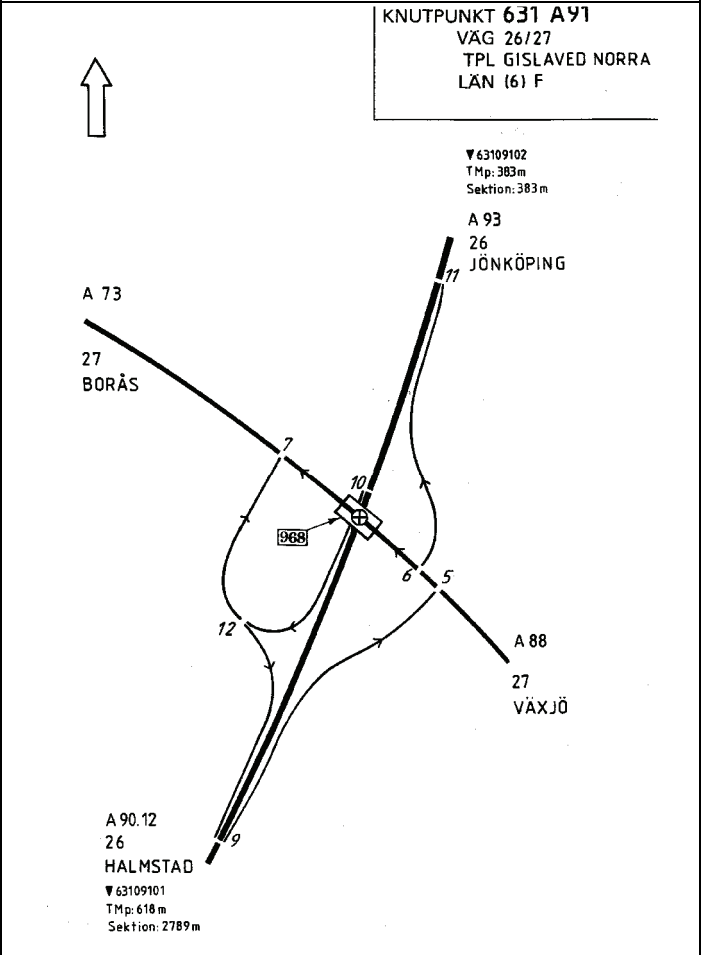 KNUTPUNKT 631 A91
VÄG 26/27
TPL GISLAVED NORRA
LÄN (6) F
▼63109102
TMp:383m
Sektion:383m
A 93
26
JÖNKÖPING
11
A 73
27
BORÅS
7
10
968
6
5
12
A 88
27
VÄXJÖ
A 90.12
26
HALMSTAD
9
▼63109101
TMp:618m
Sektion:2789m